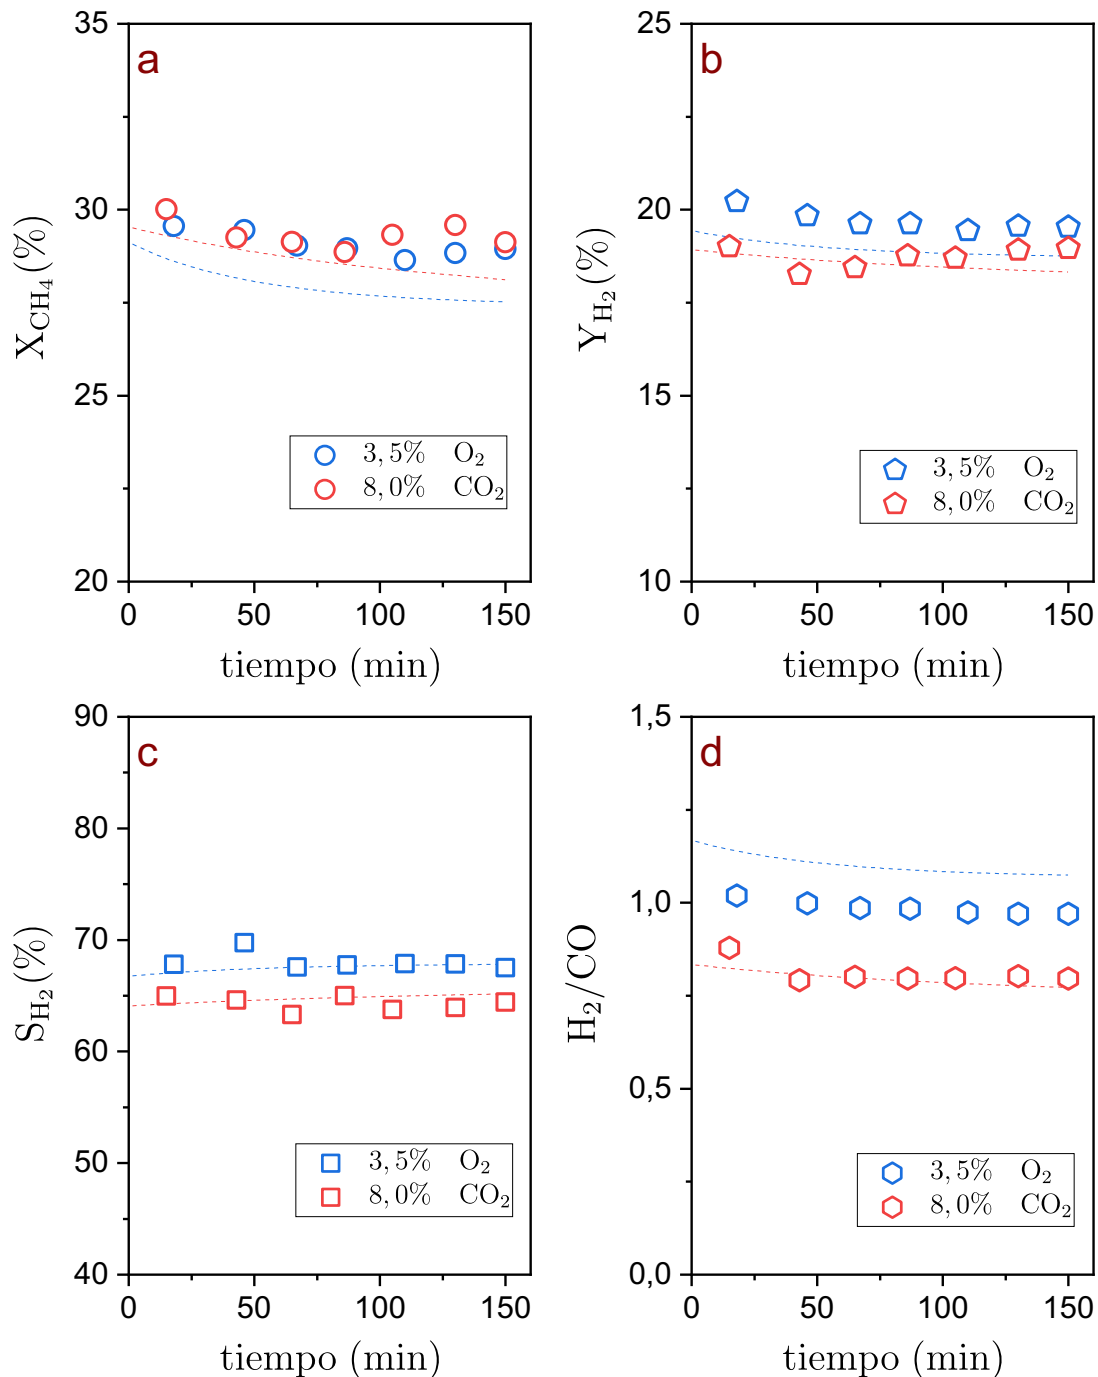 a
X_CH4(%)
35
30
25
20
3,5% O₂
8,0% CO₂
0 50 100 150
tiempo (min)
b
Y_H2(%)
25
20
15
10
3,5% O₂
8,0% CO₂
0 50 100 150
tiempo (min)
c
S_H2(%)
90
80
70
60
50
40
3,5% O₂
8,0% CO₂
0 50 100 150
tiempo (min)
d
H₂/CO
1,5
1,0
0,5
0,0
3,5% O₂
8,0% CO₂
0 50 100 150
tiempo (min)